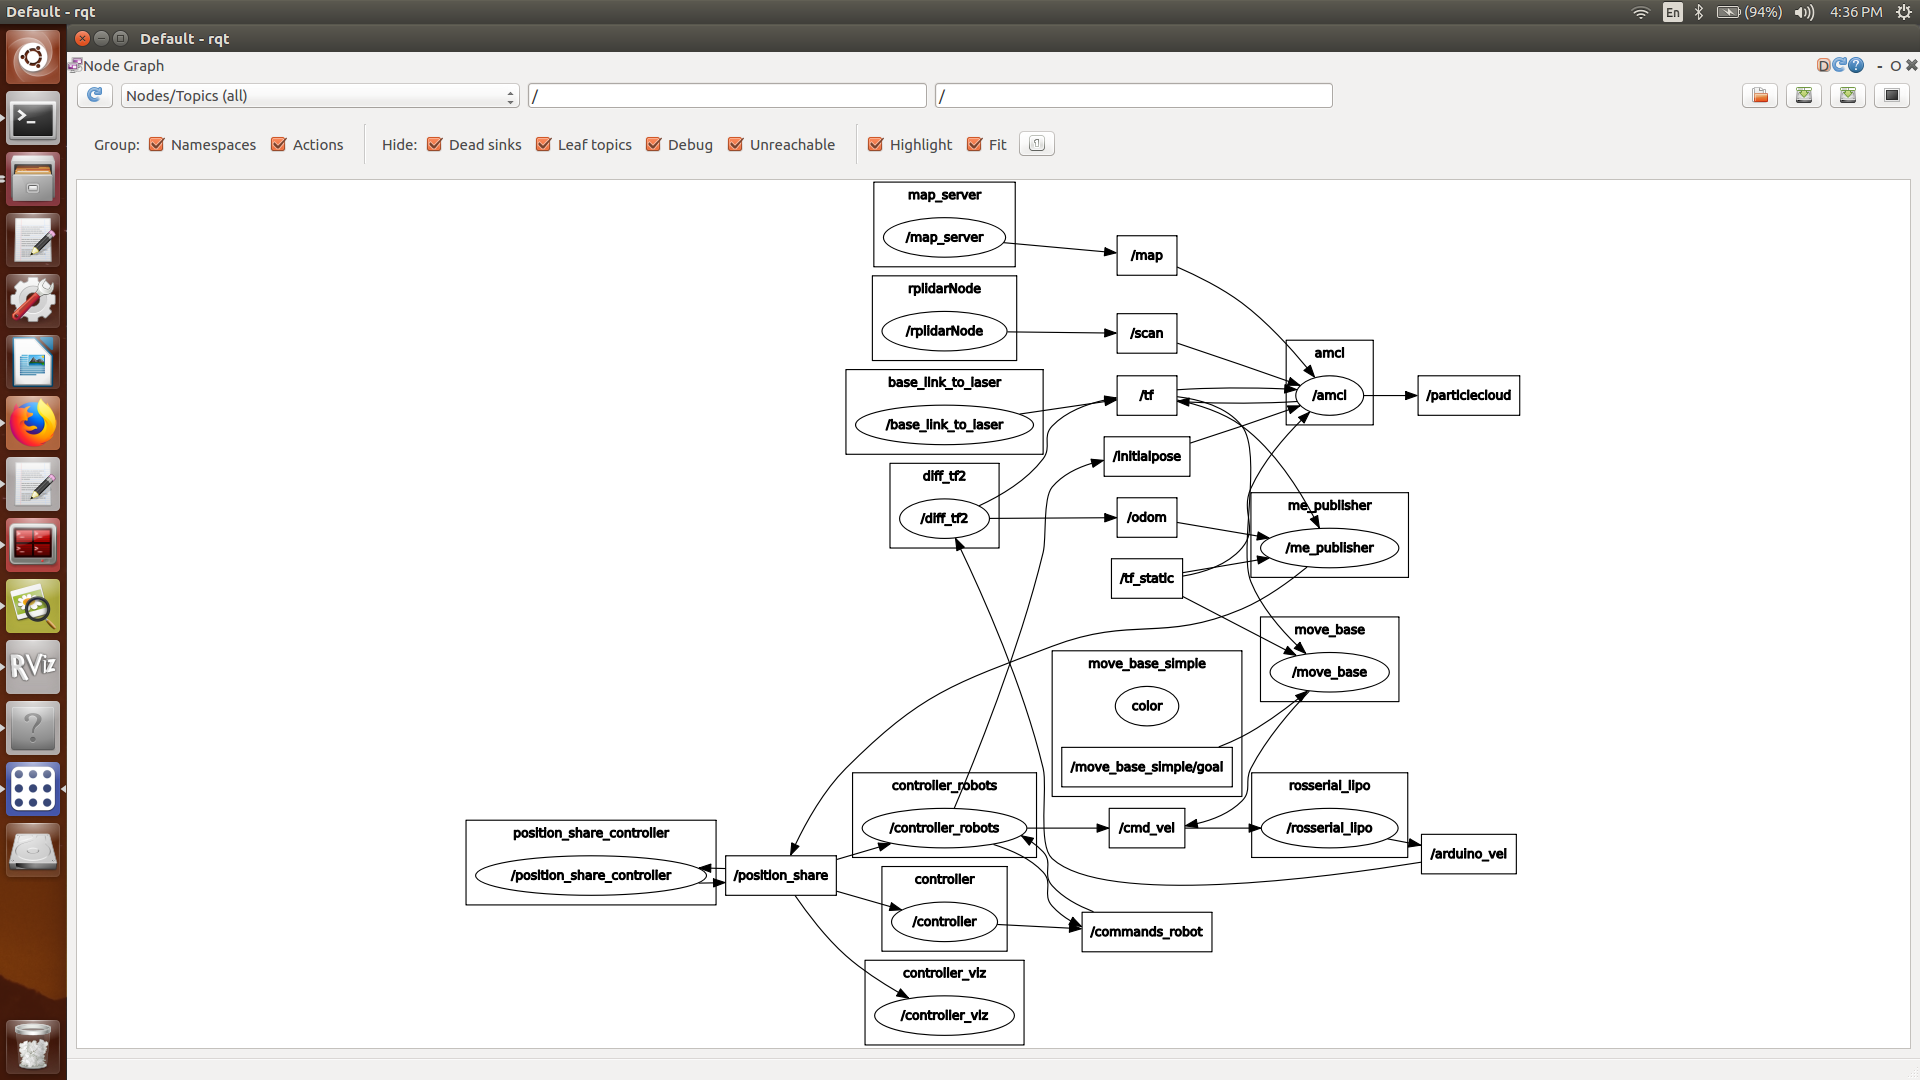 Default - rqt
En
(94%)
4:36 PM
Default - rqt
Node Graph
D
?
- O
Nodes/Topics (all)
/
/
Group:
Namespaces
Actions
Hide:
Dead sinks
Leaf topics
Debug
Unreachable
Highlight
Fit
map_server
/map_server
/map
rplidarNode
/rplidarNode
/scan
amcl
/amcl
/particlecloud
base_link_to_laser
/base_link_to_laser
/tf
/initialpose
diff_tf2
/diff_tf2
/odom
me_publisher
/me_publisher
/tf_static
move_base
/move_base
move_base_simple
color
/move_base_simple/goal
controller_robots
/controller_robots
/cmd_vel
rosserial_lipo
/rosserial_lipo
/arduino_vel
position_share_controller
/position_share_controller
/position_share
controller
/controller
/commands_robot
controller_viz
/controller_viz
RViz
?